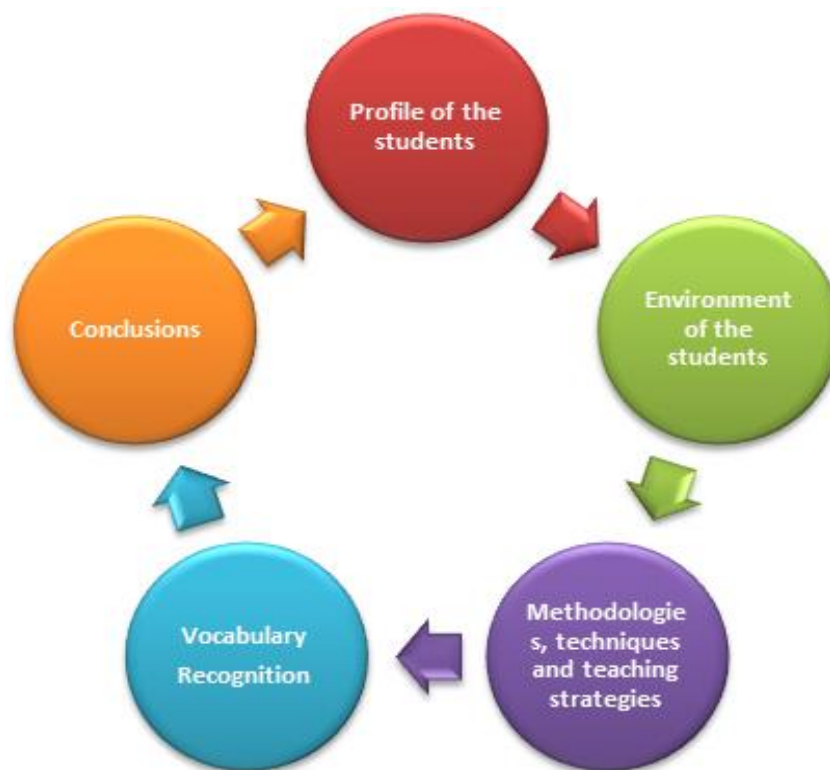 Profile of the
students
Environment
of the
students
Methodologie
s, techniques
and teaching
strategies
Vocabulary
Recognition
Conclusions